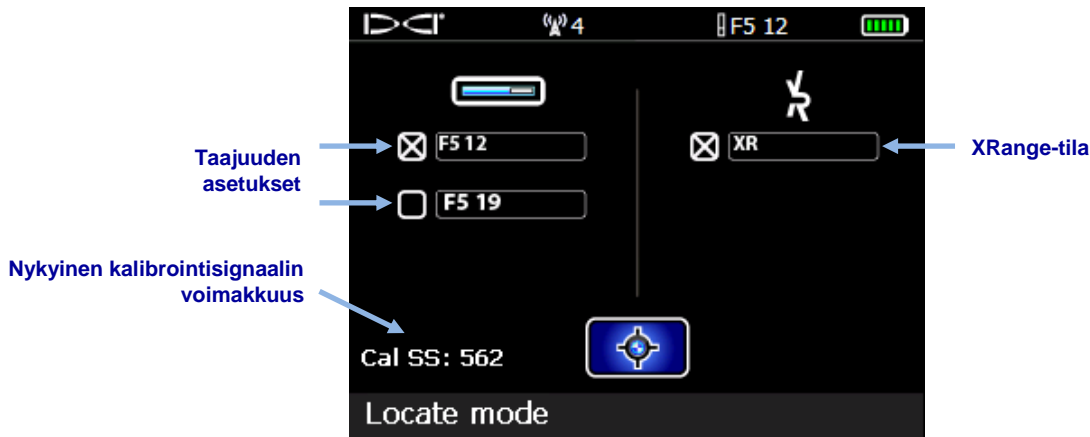 DCI
4
F5 12
F5 12
XR
F5 19
Taajuuden
asetukset
XRange-tila
Nykyinen kalibrointisignaalin
voimakkuus
Cal SS: 562
Locate mode